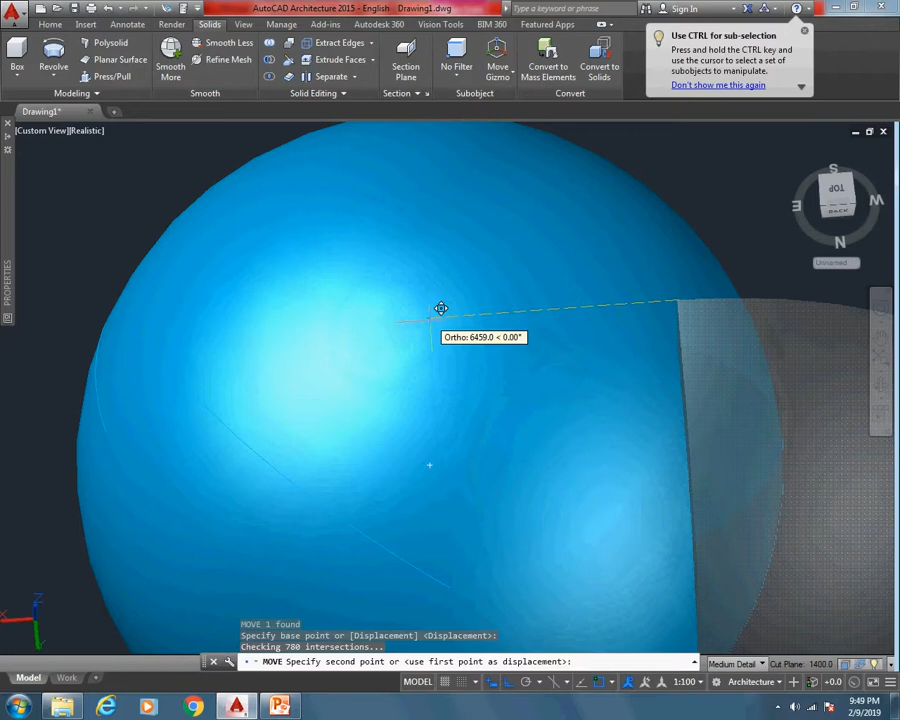 AutoCAD Architecture 2015 - English   Drawing1.dwg
Type a keyword or phrase
Sign In
Home
Insert
Annotate
Render
Solids
View
Manage
Add-ins
Autodesk 360
Vision Tools
BIM 360
Featured Apps
Box
Revolve
Polysolid
Planar Surface
Press/Pull
Modeling
Smooth More
Smooth Less
Refine Mesh
Smooth
Extract Edges
Extrude Faces
Separate
Solid Editing
Section Plane
Section
No Filter
Move Gizmo
Subobject
Convert to Mass Elements
Convert to Solids
Convert
Use CTRL for sub-selection
Press and hold the CTRL key and
use the cursor to select a set of
subobjects to manipulate.
Don't show me this again
Drawing1*
[Custom View][Realistic]
PROPERTIES
S
E
W
N
TOP
BACK
Unnamed
Ortho: 6459.0 < 0.00°
X
Z
MOVE 1 found
Specify base point or [Displacement] <Displacement>:
Checking 780 intersections...
MOVE Specify second point or <use first point as displacement>:
Medium Detail
Cut Plane: 1400.0
Model
Work
MODEL
1:100
Architecture
+0.0
9:49 PM
2/9/2019